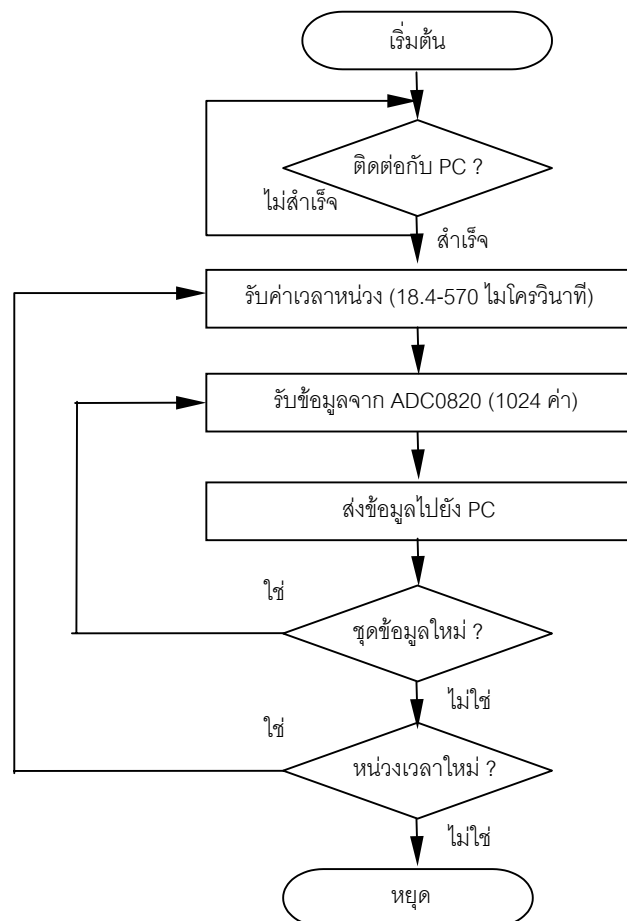 เริ่มต้น
ติดต่อกับ PC ?
ไม่สำเร็จ
สำเร็จ
รับค่าเวลาหน่วง (18.4-570 ไมโครวินาที)
รับข้อมูลจาก ADC0820 (1024 ค่า)
ส่งข้อมูลไปยัง PC
ใช่
ชุดข้อมูลใหม่ ?
ไม่ใช่
ใช่
หน่วงเวลาใหม่ ?
ไม่ใช่
หยุด